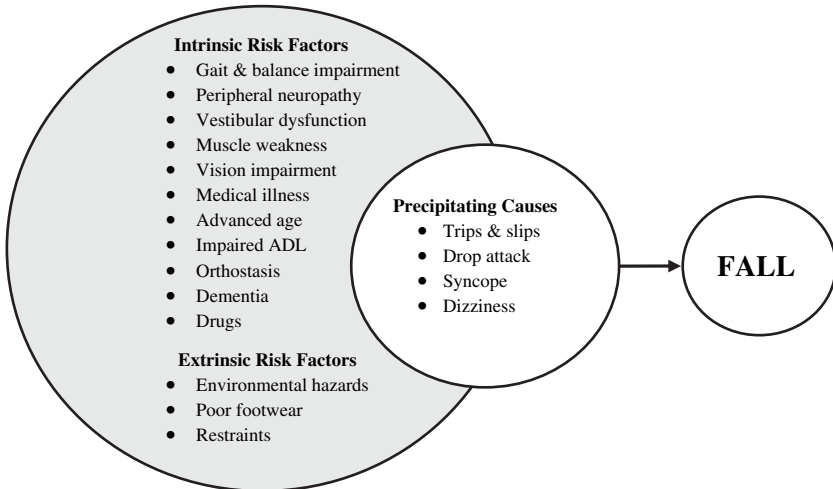 Intrinsic Risk Factors
• Gait & balance impairment
• Peripheral neuropathy
• Vestibular dysfunction
• Muscle weakness
• Vision impairment
• Medical illness
• Advanced age
• Impaired ADL
• Orthostasis
• Dementia
• Drugs
Extrinsic Risk Factors
• Environmental hazards
• Poor footwear
• Restraints
Precipitating Causes
• Trips & slips
• Drop attack
• Syncope
• Dizziness
FALL